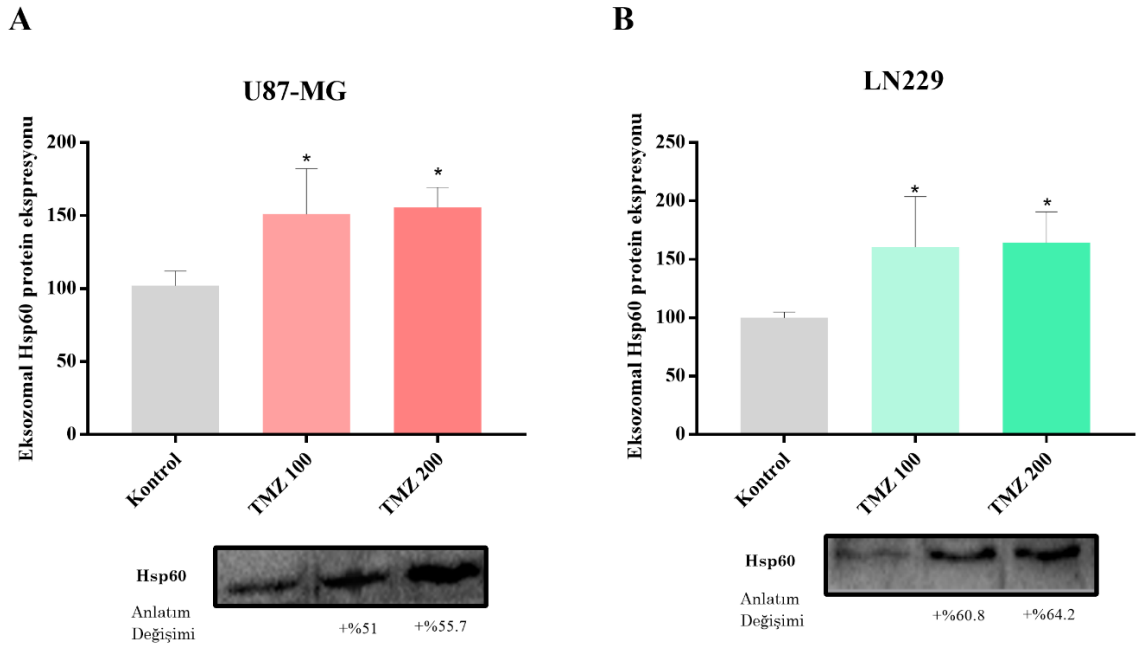 A
U87-MG
Eksozomal Hsp60 protein ekspresyonu
200
150
100
50
0
*
*
Kontrol
TMZ 100
TMZ 200
Hsp60
Anlatım
Değişimi
+%51
+%55.7
B
LN229
Eksozomal Hsp60 protein ekspresyonu
250
200
150
100
50
0
*
*
Kontrol
TMZ 100
TMZ 200
Hsp60
Anlatım
Değişimi
+%60.8
+%64.2